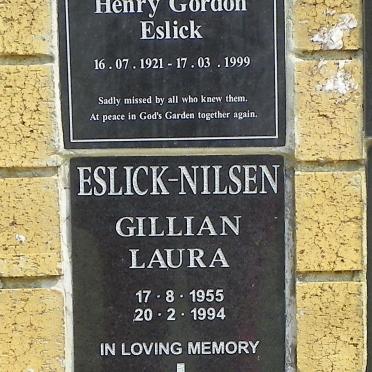 Henry Gordon
Eslick
16 . 07 . 1921 - 17 . 03 . 1999
Sadly missed by all who knew them.
At peace in God's Garden together again.
ESLICK-NILSEN
GILLIAN
LAURA
17 · 8 · 1955
20 · 2 · 1994
IN LOVING MEMORY